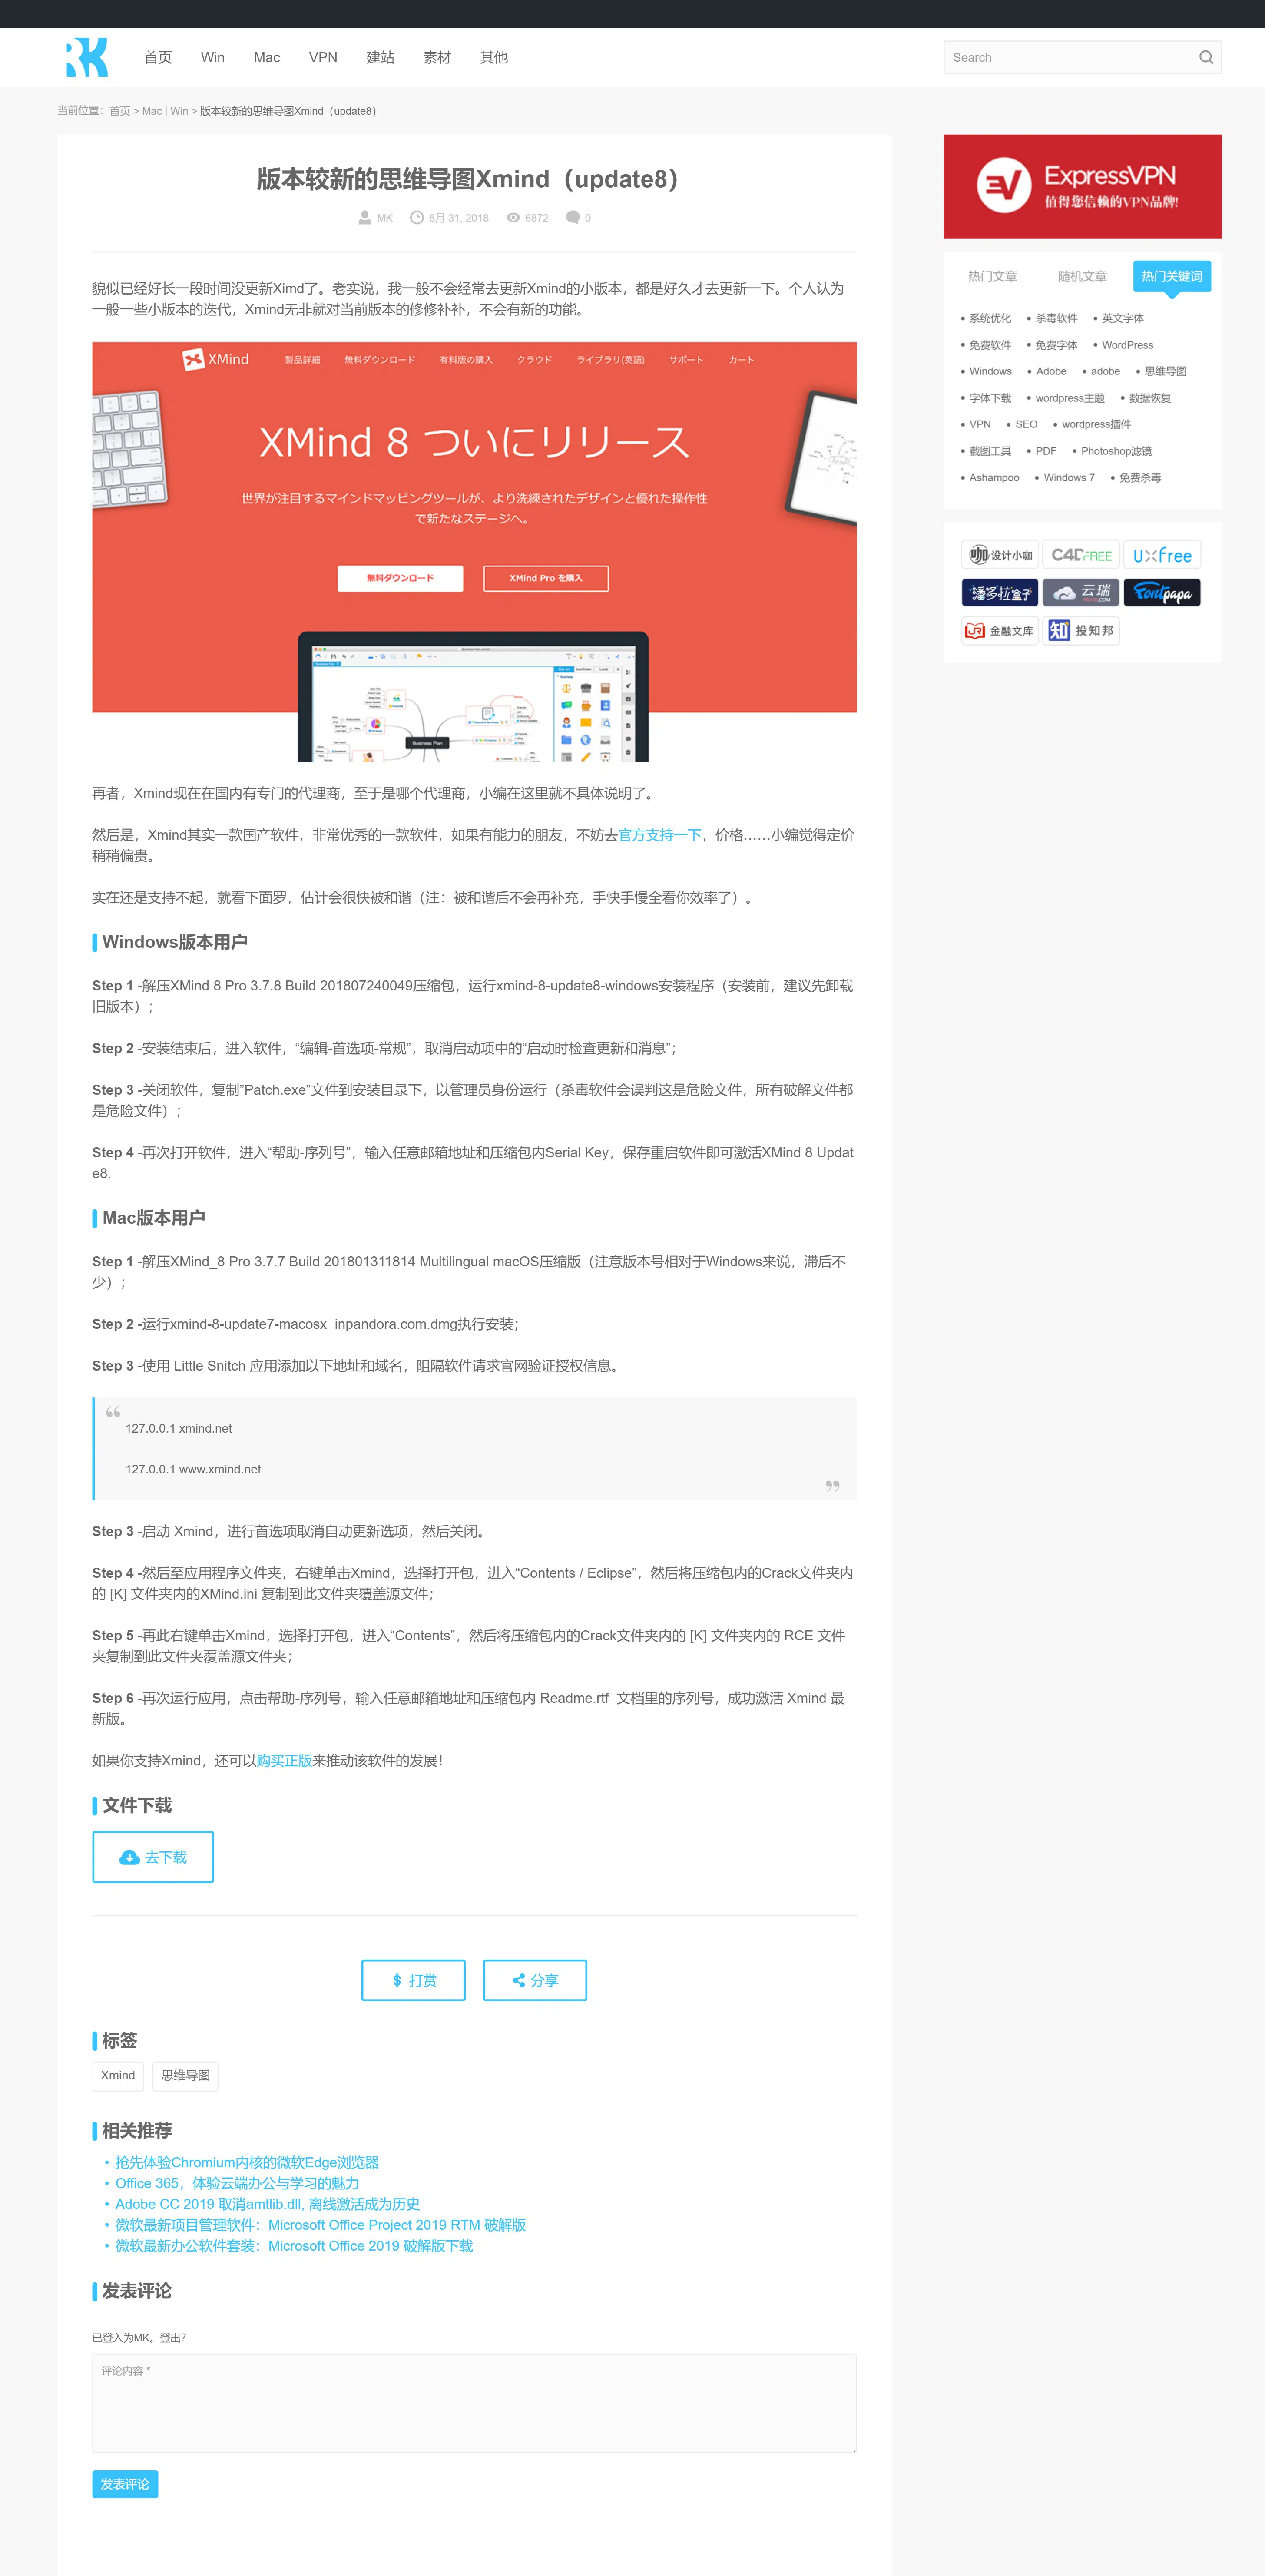 首页 Win Mac VPN 建站 素材 其他
Search
当前位置：首页 > Mac | Win > 版本较新的思维导图Xmind（update8）
版本较新的思维导图Xmind（update8）
MK 8月 31, 2018 6872 0
貌似已经好长一段时间没更新Ximd了。老实说，我一般不会经常去更新Xmind的小版本，都是好久才去更新一下。个人认为
一般一些小版本的迭代，Xmind无非就对当前版本的修修补补，不会有新的功能。
XMind 製品詳細 無料ダウンロード 有料版の購入 クラウド ライブラリ(英語) サポート カート
XMind 8 ついにリリース
世界が注目するマインドマッピングツールが、より洗練されたデザインと優れた操作性
で新たなステージへ。
無料ダウンロード XMind Pro を購入
Business Plan
再者，Xmind现在在国内有专门的代理商，至于是哪个代理商，小编在这里就不具体说明了。
然后是，Xmind其实一款国产软件，非常优秀的一款软件，如果有能力的朋友，不妨去官方支持一下，价格……小编觉得定价
稍稍偏贵。
实在还是支持不起，就看下面罗，估计会很快被和谐（注：被和谐后不会再补充，手快手慢全看你效率了）。
Windows版本用户
Step 1 -解压XMind 8 Pro 3.7.8 Build 201807240049压缩包，运行xmind-8-update8-windows安装程序（安装前，建议先卸载
旧版本）；
Step 2 -安装结束后，进入软件，“编辑-首选项-常规”，取消启动项中的“启动时检查更新和消息”；
Step 3 -关闭软件，复制”Patch.exe”文件到安装目录下，以管理员身份运行（杀毒软件会误判这是危险文件，所有破解文件都
是危险文件）；
Step 4 -再次打开软件，进入“帮助-序列号”，输入任意邮箱地址和压缩包内Serial Key，保存重启软件即可激活XMind 8 Updat
e8.
Mac版本用户
Step 1 -解压XMind_8 Pro 3.7.7 Build 201801311814 Multilingual macOS压缩版（注意版本号相对于Windows来说，滞后不
少）；
Step 2 -运行xmind-8-update7-macosx_inpandora.com.dmg执行安装；
Step 3 -使用 Little Snitch 应用添加以下地址和域名，阻隔软件请求官网验证授权信息。
“
127.0.0.1 xmind.net
127.0.0.1 www.xmind.net
”
Step 3 -启动 Xmind，进行首选项取消自动更新选项，然后关闭。
Step 4 -然后至应用程序文件夹，右键单击Xmind，选择打开包，进入“Contents / Eclipse”，然后将压缩包内的Crack文件夹内
的 [K] 文件夹内的XMind.ini 复制到此文件夹覆盖源文件；
Step 5 -再此右键单击Xmind，选择打开包，进入“Contents”，然后将压缩包内的Crack文件夹内的 [K] 文件夹内的 RCE 文件
夹复制到此文件夹覆盖源文件夹；
Step 6 -再次运行应用，点击帮助-序列号，输入任意邮箱地址和压缩包内 Readme.rtf 文档里的序列号，成功激活 Xmind 最
新版。
如果你支持Xmind，还可以购买正版来推动该软件的发展！
文件下载
去下载
$ 打赏 分享
标签
Xmind 思维导图
相关推荐
• 抢先体验Chromium内核的微软Edge浏览器
• Office 365，体验云端办公与学习的魅力
• Adobe CC 2019 取消amtlib.dll, 离线激活成为历史
• 微软最新项目管理软件：Microsoft Office Project 2019 RTM 破解版
• 微软最新办公软件套装：Microsoft Office 2019 破解版下载
发表评论
已登入为MK。登出？
评论内容 *
发表评论
ExpressVPN
值得您信赖的VPN品牌!
热门文章 随机文章 热门关键词
• 系统优化 • 杀毒软件 • 英文字体
• 免费软件 • 免费字体 • WordPress
• Windows • Adobe • adobe • 思维导图
• 字体下载 • wordpress主题 • 数据恢复
• VPN • SEO • wordpress插件
• 截图工具 • PDF • Photoshop滤镜
• Ashampoo • Windows 7 • 免费杀毒
咖 设计小咖 C4DFREE UXfree
潘多拉盒子 云瑞 Fontpapa
金融文库 知 投知邦